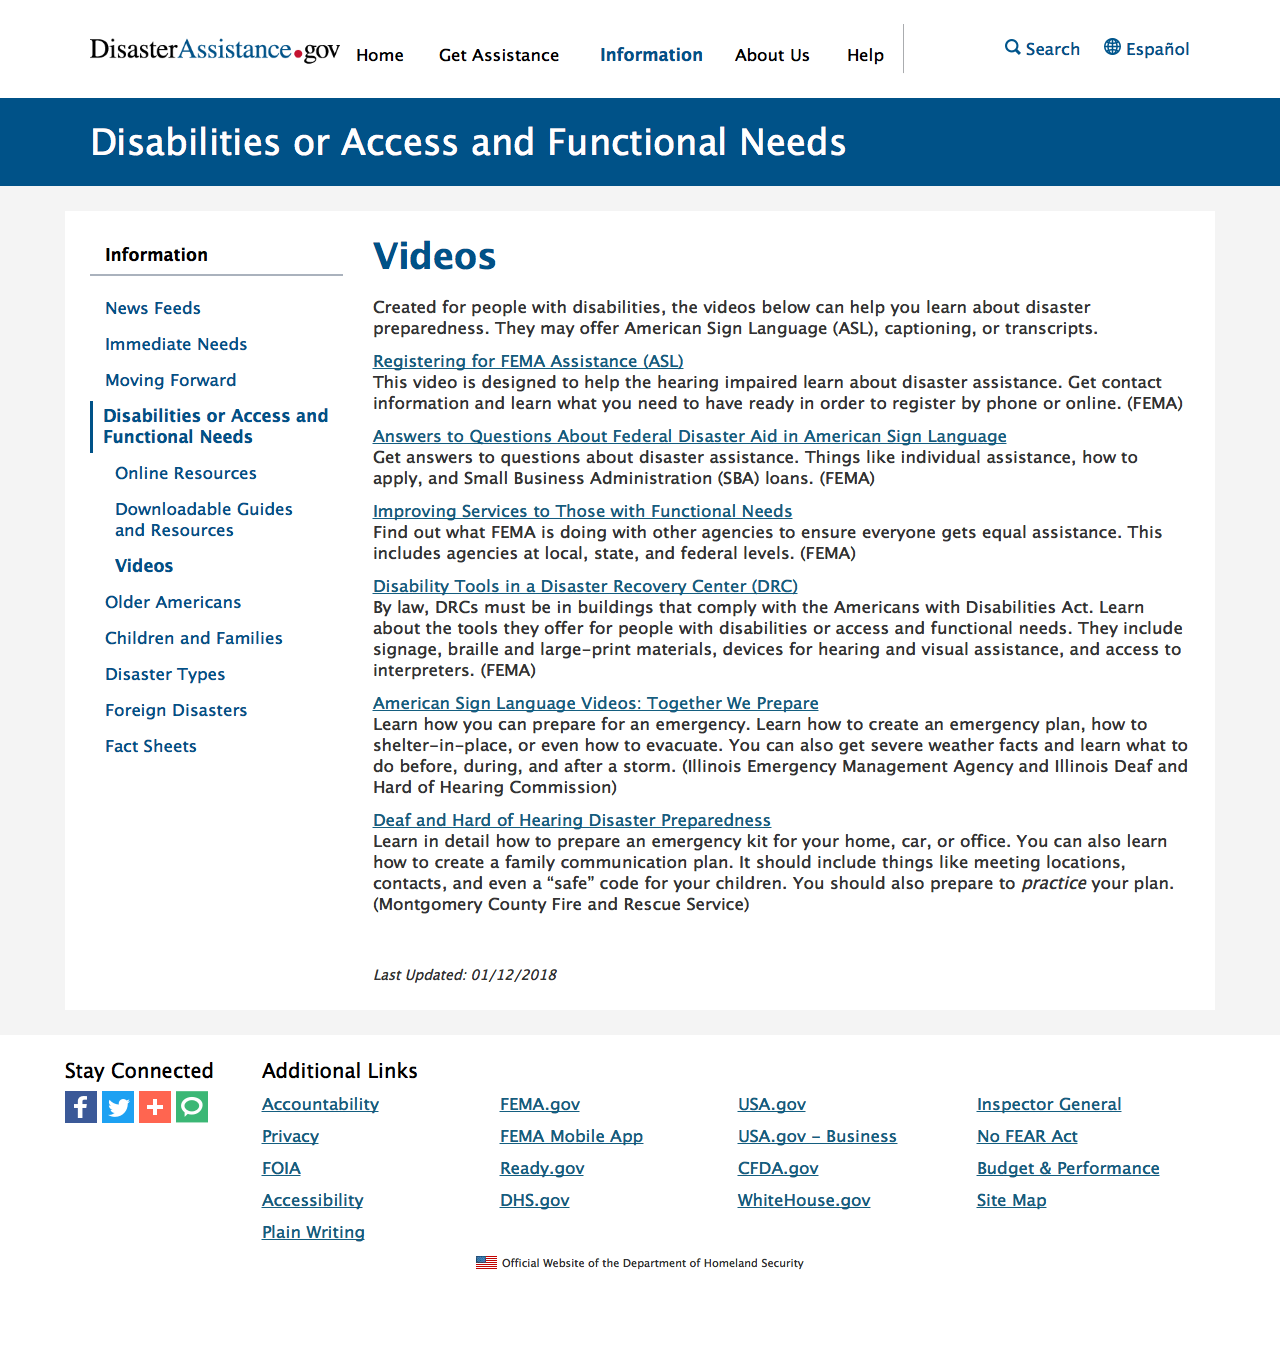 DisasterAssistance.gov
Home
Get Assistance
Information
About Us
Help
Search
Español
Disabilities or Access and Functional Needs
Information
News Feeds
Immediate Needs
Moving Forward
Disabilities or Access and
Functional Needs
Online Resources
Downloadable Guides
and Resources
Videos
Older Americans
Children and Families
Disaster Types
Foreign Disasters
Fact Sheets
Videos
Created for people with disabilities, the videos below can help you learn about disaster
preparedness. They may offer American Sign Language (ASL), captioning, or transcripts.
Registering for FEMA Assistance (ASL)
This video is designed to help the hearing impaired learn about disaster assistance. Get contact
information and learn what you need to have ready in order to register by phone or online. (FEMA)
Answers to Questions About Federal Disaster Aid in American Sign Language
Get answers to questions about disaster assistance. Things like individual assistance, how to
apply, and Small Business Administration (SBA) loans. (FEMA)
Improving Services to Those with Functional Needs
Find out what FEMA is doing with other agencies to ensure everyone gets equal assistance. This
includes agencies at local, state, and federal levels. (FEMA)
Disability Tools in a Disaster Recovery Center (DRC)
By law, DRCs must be in buildings that comply with the Americans with Disabilities Act. Learn
about the tools they offer for people with disabilities or access and functional needs. They include
signage, braille and large-print materials, devices for hearing and visual assistance, and access to
interpreters. (FEMA)
American Sign Language Videos: Together We Prepare
Learn how you can prepare for an emergency. Learn how to create an emergency plan, how to
shelter-in-place, or even how to evacuate. You can also get severe weather facts and learn what to
do before, during, and after a storm. (Illinois Emergency Management Agency and Illinois Deaf and
Hard of Hearing Commission)
Deaf and Hard of Hearing Disaster Preparedness
Learn in detail how to prepare an emergency kit for your home, car, or office. You can also learn
how to create a family communication plan. It should include things like meeting locations,
contacts, and even a “safe” code for your children. You should also prepare to practice your plan.
(Montgomery County Fire and Rescue Service)
Last Updated: 01/12/2018
Stay Connected
Additional Links
Accountability
Privacy
FOIA
Accessibility
Plain Writing
FEMA.gov
FEMA Mobile App
Ready.gov
DHS.gov
USA.gov
USA.gov - Business
CFDA.gov
WhiteHouse.gov
Inspector General
No FEAR Act
Budget & Performance
Site Map
Official Website of the Department of Homeland Security